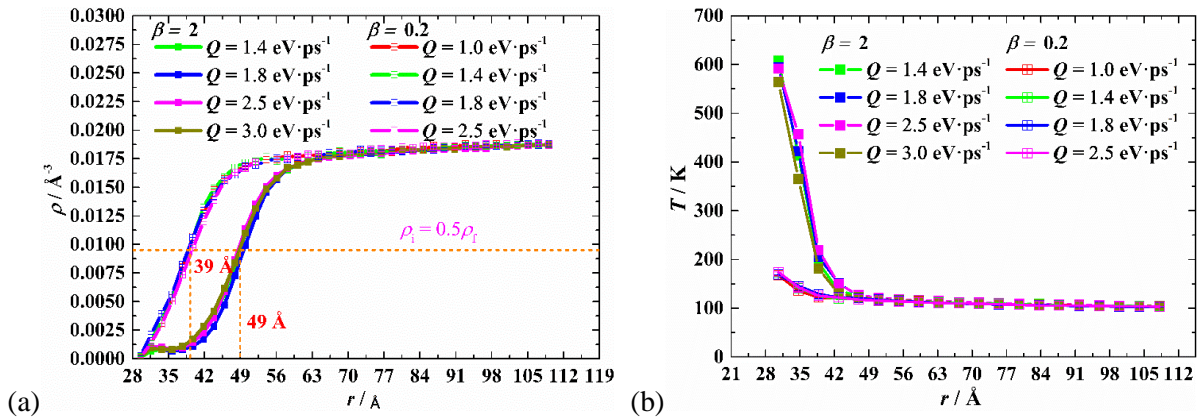 0.0300
0.0275
0.0250
0.0225
0.0200
0.0175
0.0150
0.0125
0.0100
0.0075
0.0050
0.0025
0.0000
ρ / Å⁻³
β = 2 β = 0.2
Q = 1.4 eV·ps⁻¹ Q = 1.0 eV·ps⁻¹
Q = 1.8 eV·ps⁻¹ Q = 1.4 eV·ps⁻¹
Q = 2.5 eV·ps⁻¹ Q = 1.8 eV·ps⁻¹
Q = 3.0 eV·ps⁻¹ Q = 2.5 eV·ps⁻¹
ρᵢ = 0.5ρf
39 Å
49 Å
28 35 42 49 56 63 70 77 84 91 98 105 112 119
r / Å
(a)
700
600
500
400
300
200
100
0
T / K
β = 2 β = 0.2
Q = 1.4 eV·ps⁻¹ Q = 1.0 eV·ps⁻¹
Q = 1.8 eV·ps⁻¹ Q = 1.4 eV·ps⁻¹
Q = 2.5 eV·ps⁻¹ Q = 1.8 eV·ps⁻¹
Q = 3.0 eV·ps⁻¹ Q = 2.5 eV·ps⁻¹
21 28 35 42 49 56 63 70 77 84 91 98 105 112
r / Å
(b)